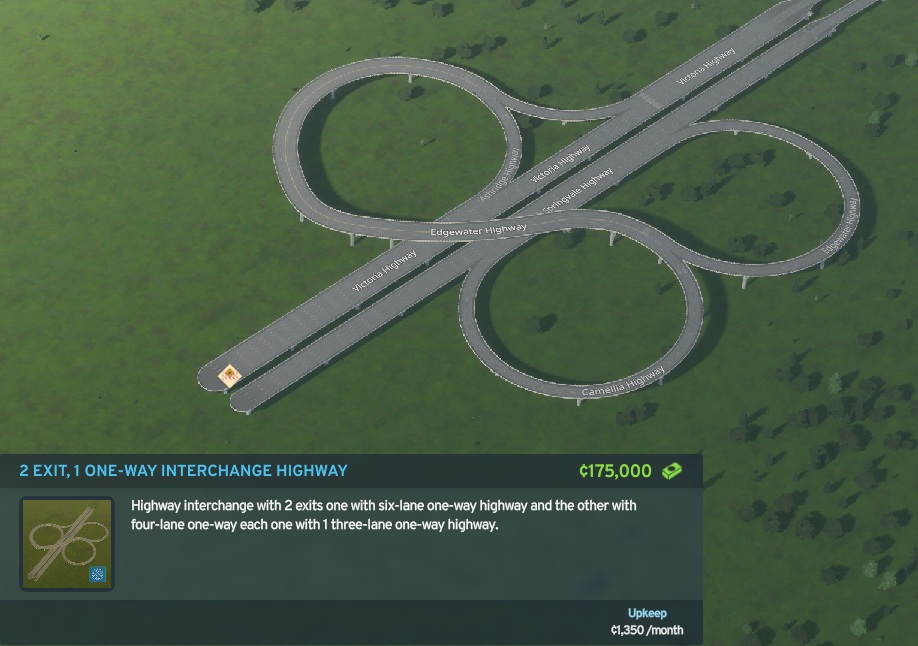 Victoria Highway
Ashbridge Highway
Victoria Highway
Springvale Highway
Edgewater Highway
Edgewater Highway
Victoria Highway
Camellia Highway
2 EXIT, 1 ONE-WAY INTERCHANGE HIGHWAY
₵175,000
Highway interchange with 2 exits one with six-lane one-way highway and the other with
four-lane one-way each one with 1 three-lane one-way highway.
Upkeep
₵1,350 /month